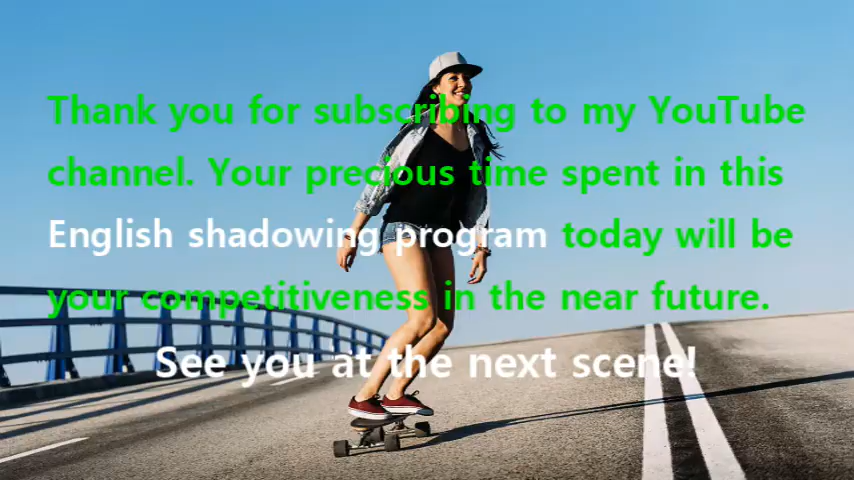 Thank you for subscribing to my YouTube
channel. Your precious time spent in this
English shadowing program today will be
your competitiveness in the near future.
See you at the next scene!